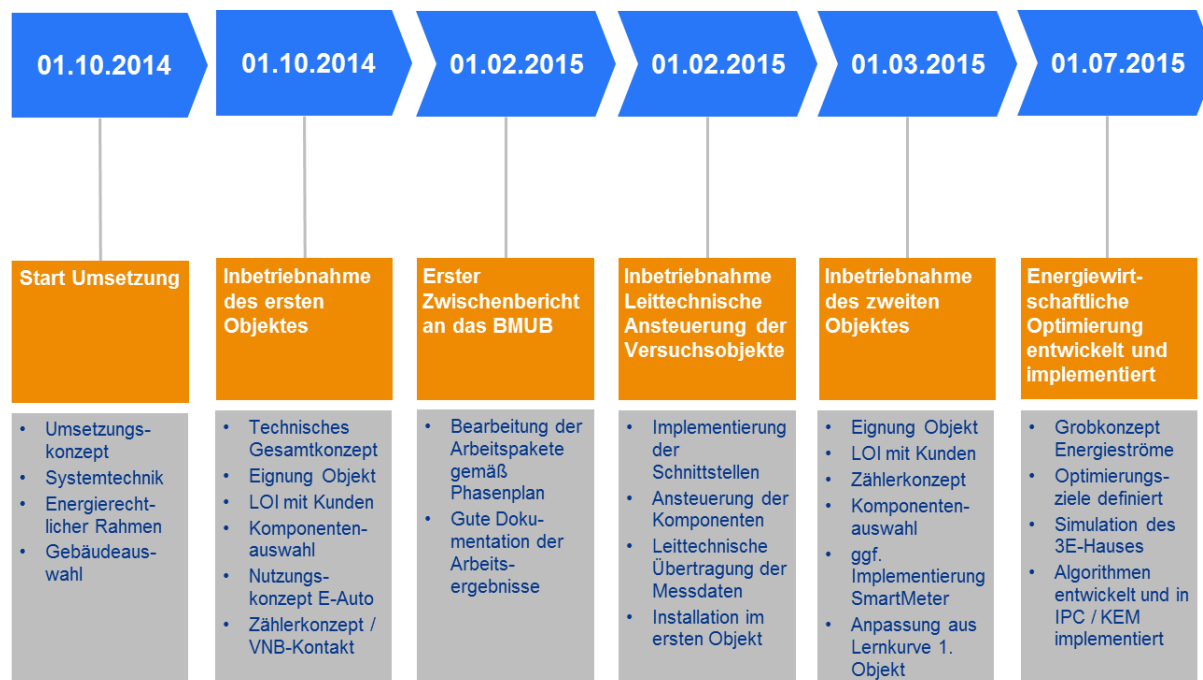 01.10.2014
01.10.2014
01.02.2015
01.02.2015
01.03.2015
01.07.2015
Start Umsetzung
• Umsetzungs-
konzept
• Systemtechnik
• Energierecht-
licher Rahmen
• Gebäudeaus-
wahl
Inbetriebnahme
des ersten
Objektes
• Technisches
Gesamtkonzept
• Eignung Objekt
• LOI mit Kunden
• Komponenten-
auswahl
• Nutzungs-
konzept E-Auto
• Zählerkonzept /
VNB-Kontakt
Erster
Zwischenbericht
an das BMUB
• Bearbeitung der
Arbeitspakete
gemäß
Phasenplan
• Gute Doku-
mentation der
Arbeits-
ergebnisse
Inbetriebnahme
Leittechnische
Ansteuerung der
Versuchsobjekte
• Implementierung
der
Schnittstellen
• Ansteuerung der
Komponenten
• Leittechnische
Übertragung der
Messdaten
• Installation im
ersten Objekt
Inbetriebnahme
des zweiten
Objektes
• Eignung Objekt
• LOI mit Kunden
• Zählerkonzept
• Komponenten-
auswahl
• ggf.
Implementierung
SmartMeter
• Anpassung aus
Lernkurve 1.
Objekt
Energiewirt-
schaftliche
Optimierung
entwickelt und
implementiert
• Grobkonzept
Energieströme
• Optimierungs-
ziele definiert
• Simulation des
3E-Hauses
• Algorithmen
entwickelt und in
IPC / KEM
implementiert